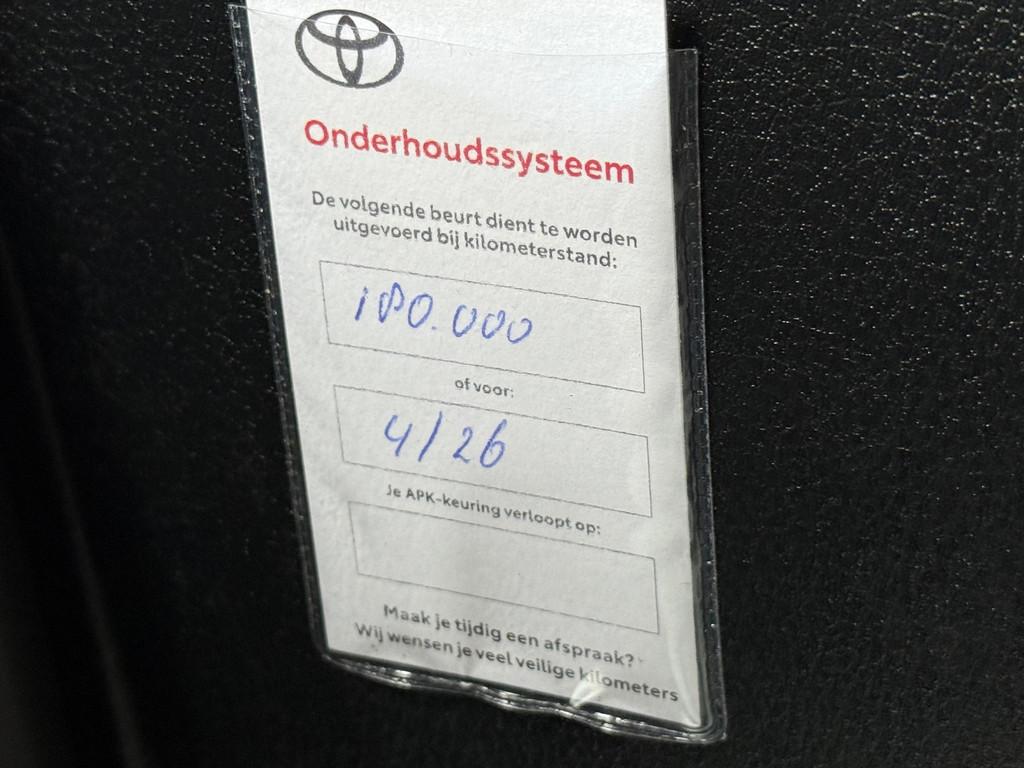 Onderhoudssysteem
De volgende beurt dient te worden
uitgevoerd bij kilometerstand:
180.000
of voor:
4/26
Je APK-keuring verloopt op:
Maak je tijdig een afspraak?
Wij wensen je veel veilige kilometers